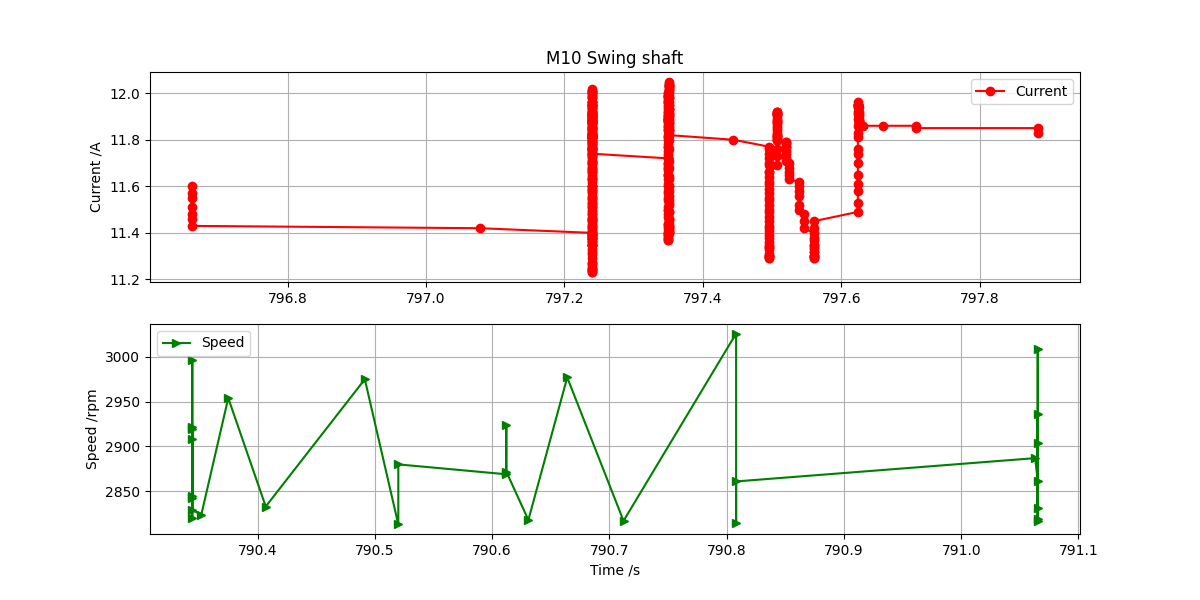 M10 Swing shaft
Current /A
12.0
11.8
11.6
11.4
11.2
Current
796.8 797.0 797.2 797.4 797.6 797.8
Speed /rpm
3000
2950
2900
2850
Speed
790.4 790.5 790.6 790.7 790.8 790.9 791.0 791.1
Time /s